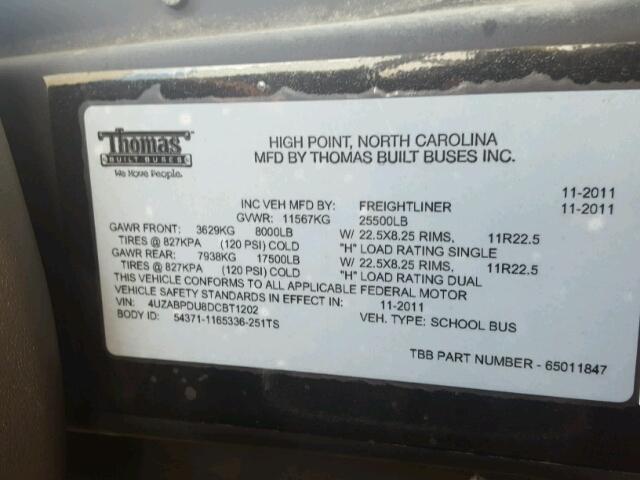 Thomas
BUILT BUSES
We Move People.
HIGH POINT, NORTH CAROLINA
MFD BY THOMAS BUILT BUSES INC.
INC VEH MFD BY: FREIGHTLINER 11-2011
GVWR: 11567KG 25500LB 11-2011
GAWR FRONT: 3629KG 8000LB W/ 22.5X8.25 RIMS, 11R22.5
TIRES @ 827KPA (120 PSI) COLD "H" LOAD RATING SINGLE
GAWR REAR: 7938KG 17500LB W/ 22.5X8.25 RIMS, 11R22.5
TIRES @ 827KPA (120 PSI) COLD "H" LOAD RATING DUAL
THIS VEHICLE CONFORMS TO ALL APPLICABLE FEDERAL MOTOR
VEHICLE SAFETY STANDARDS IN EFFECT IN: 11-2011
VIN: 4UZABPDU8DCBT1202
BODY ID: 54371-1165336-251TS VEH. TYPE: SCHOOL BUS
TBB PART NUMBER - 65011847